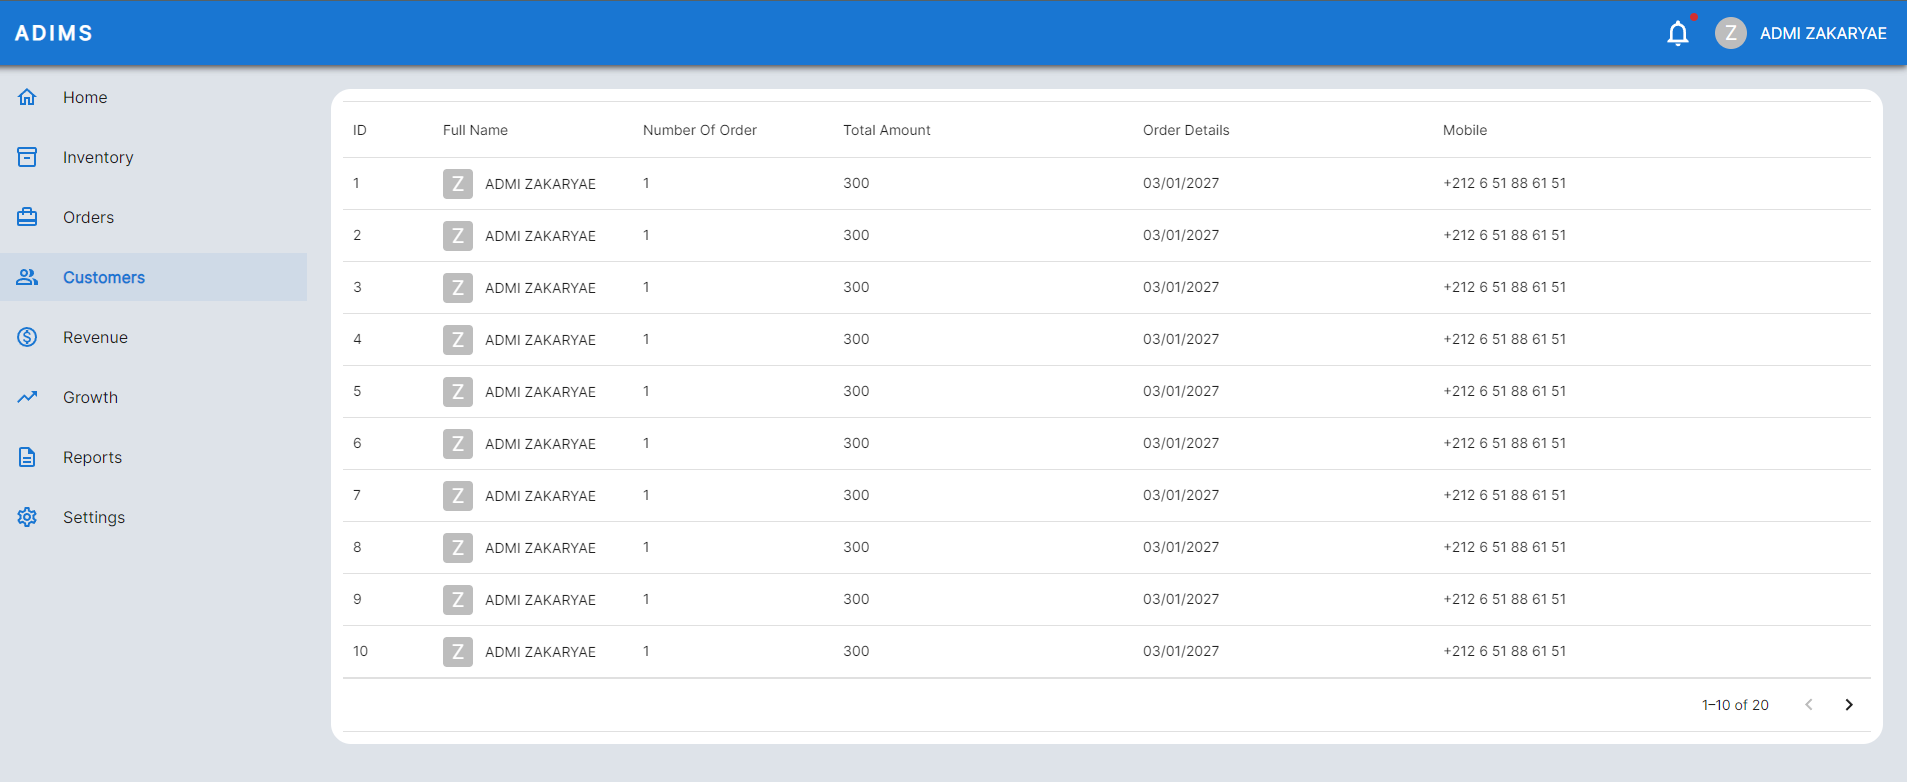 ADIMS
Z ADMI ZAKARYAE
Home
Inventory
Orders
Customers
Revenue
Growth
Reports
Settings
ID Full Name Number Of Order Total Amount Order Details Mobile
1 Z ADMI ZAKARYAE 1 300 03/01/2027 +212 6 51 88 61 51
2 Z ADMI ZAKARYAE 1 300 03/01/2027 +212 6 51 88 61 51
3 Z ADMI ZAKARYAE 1 300 03/01/2027 +212 6 51 88 61 51
4 Z ADMI ZAKARYAE 1 300 03/01/2027 +212 6 51 88 61 51
5 Z ADMI ZAKARYAE 1 300 03/01/2027 +212 6 51 88 61 51
6 Z ADMI ZAKARYAE 1 300 03/01/2027 +212 6 51 88 61 51
7 Z ADMI ZAKARYAE 1 300 03/01/2027 +212 6 51 88 61 51
8 Z ADMI ZAKARYAE 1 300 03/01/2027 +212 6 51 88 61 51
9 Z ADMI ZAKARYAE 1 300 03/01/2027 +212 6 51 88 61 51
10 Z ADMI ZAKARYAE 1 300 03/01/2027 +212 6 51 88 61 51
1–10 of 20